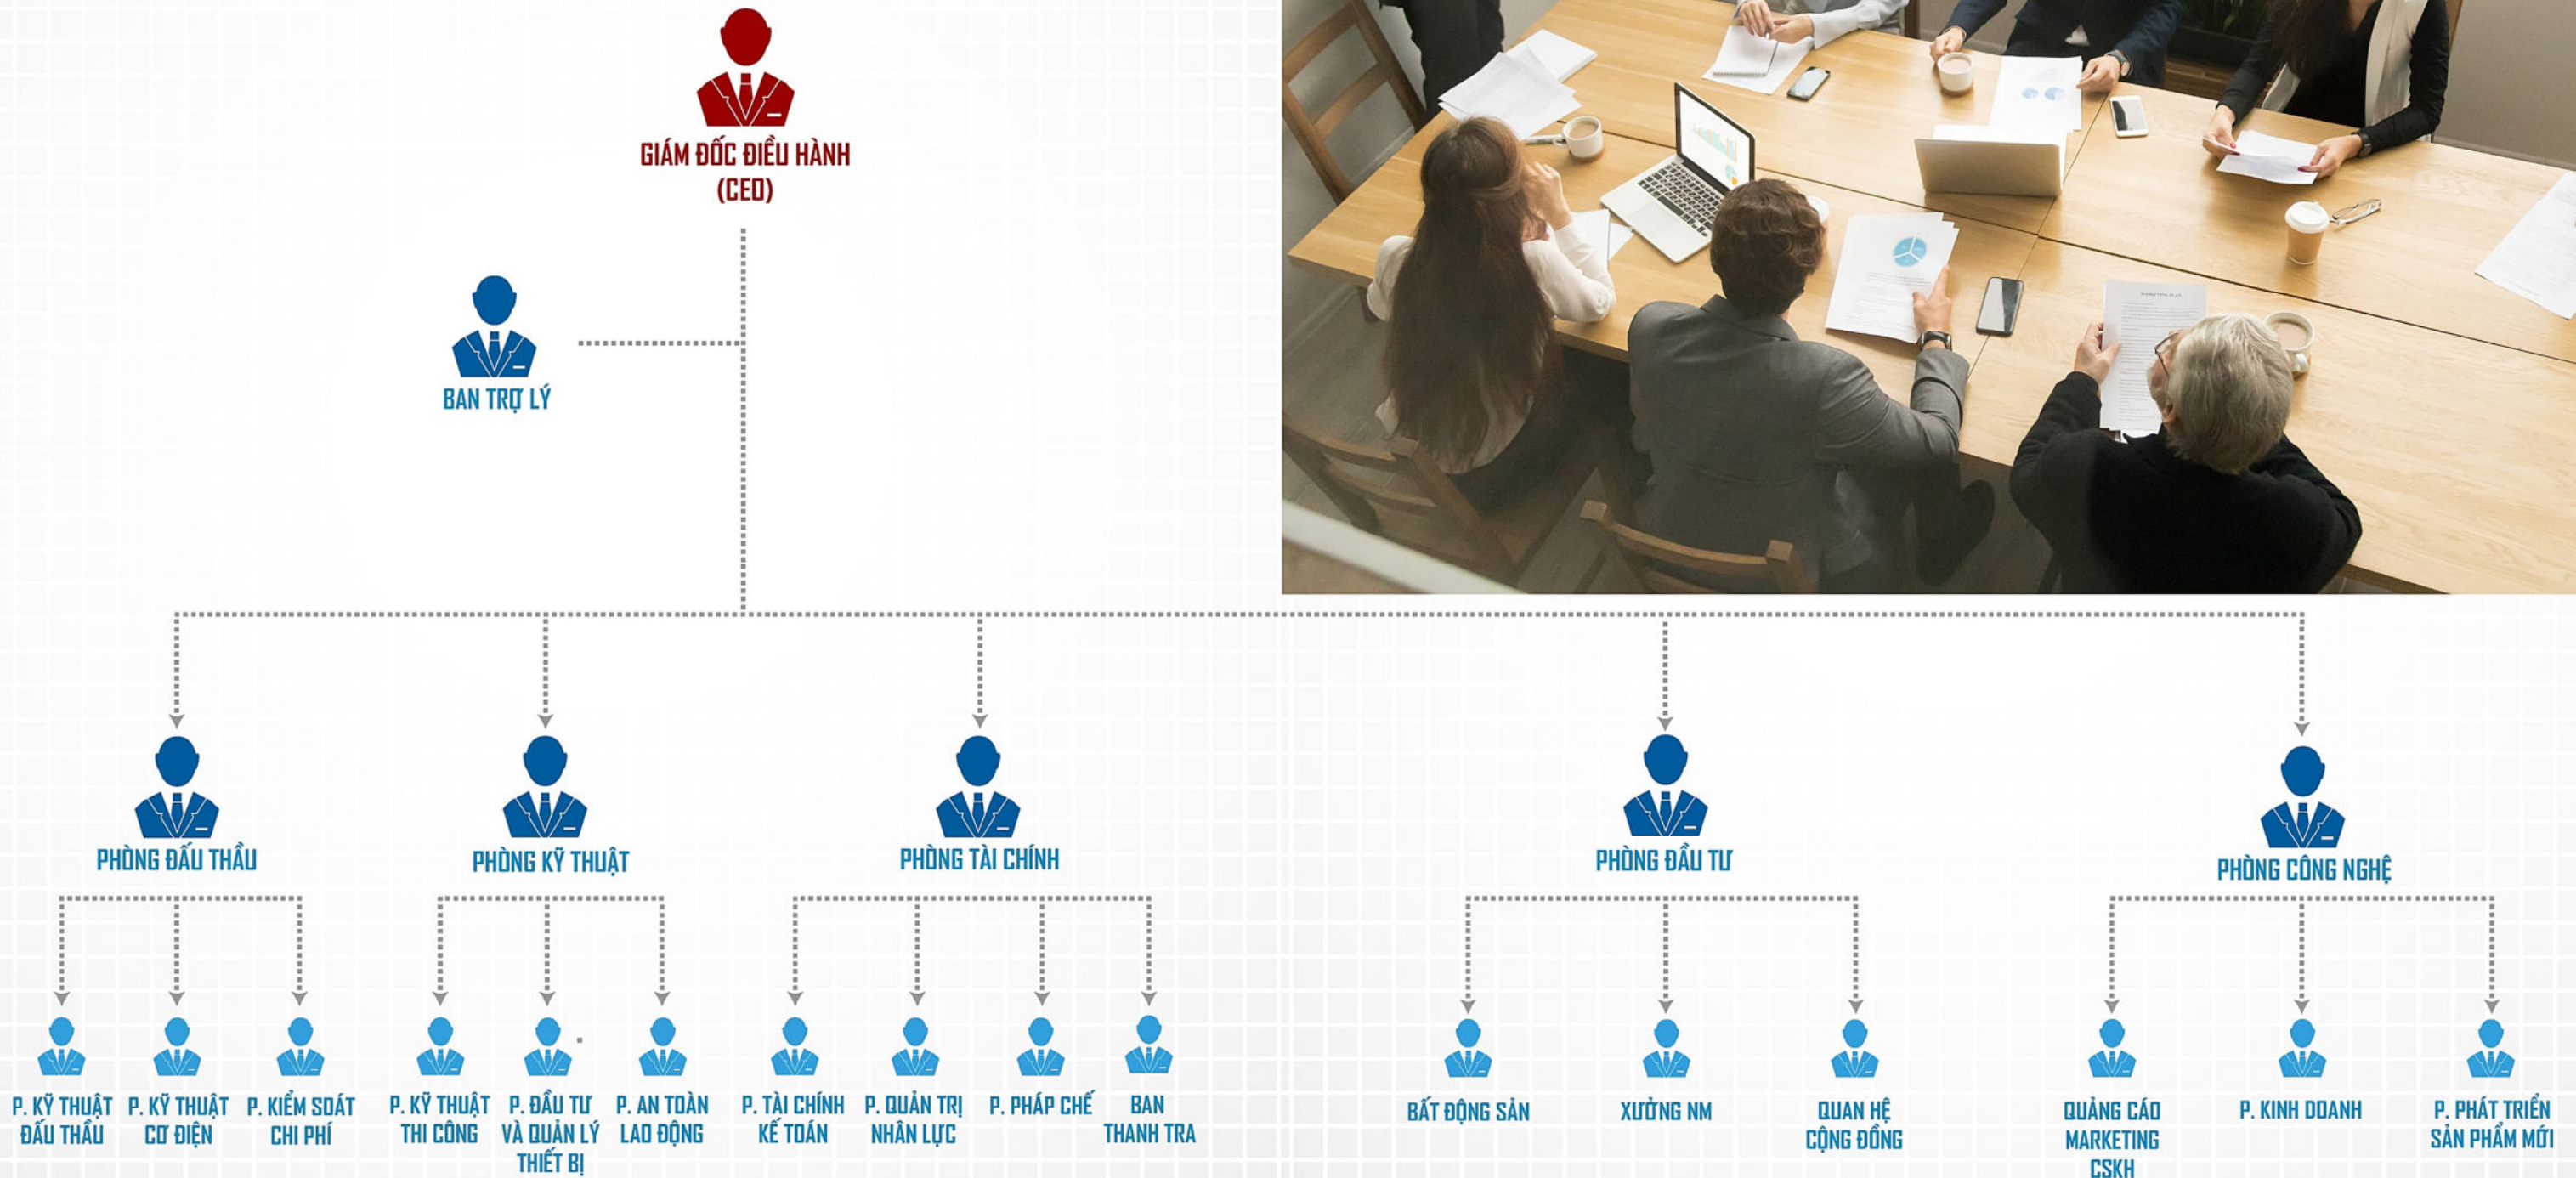 GIÁM ĐỐC ĐIỀU HÀNH
(CEO)
BAN TRỢ LÝ
MARKETING PLAN
PHÒNG ĐẤU THẦU
PHÒNG KỸ THUẬT
PHÒNG TÀI CHÍNH
PHÒNG ĐẦU TƯ
PHÒNG CÔNG NGHỆ
P. KỸ THUẬT
ĐẤU THẦU
P. KỸ THUẬT
CƠ ĐIỆN
P. KIỂM SOÁT
CHI PHÍ
P. KỸ THUẬT
THI CÔNG
P. ĐẦU TƯ
VÀ QUẢN LÝ
THIẾT BỊ
P. AN TOÀN
LAO ĐỘNG
P. TÀI CHÍNH
KẾ TOÁN
P. QUẢN TRỊ
NHÂN LỰC
P. PHÁP CHẾ
BAN
THANH TRA
BẤT ĐỘNG SẢN
XƯỞNG NM
QUAN HỆ
CỘNG ĐỒNG
QUẢNG CÁO
MARKETING
CSKH
P. KINH DOANH
P. PHÁT TRIỂN
SẢN PHẨM MỚI